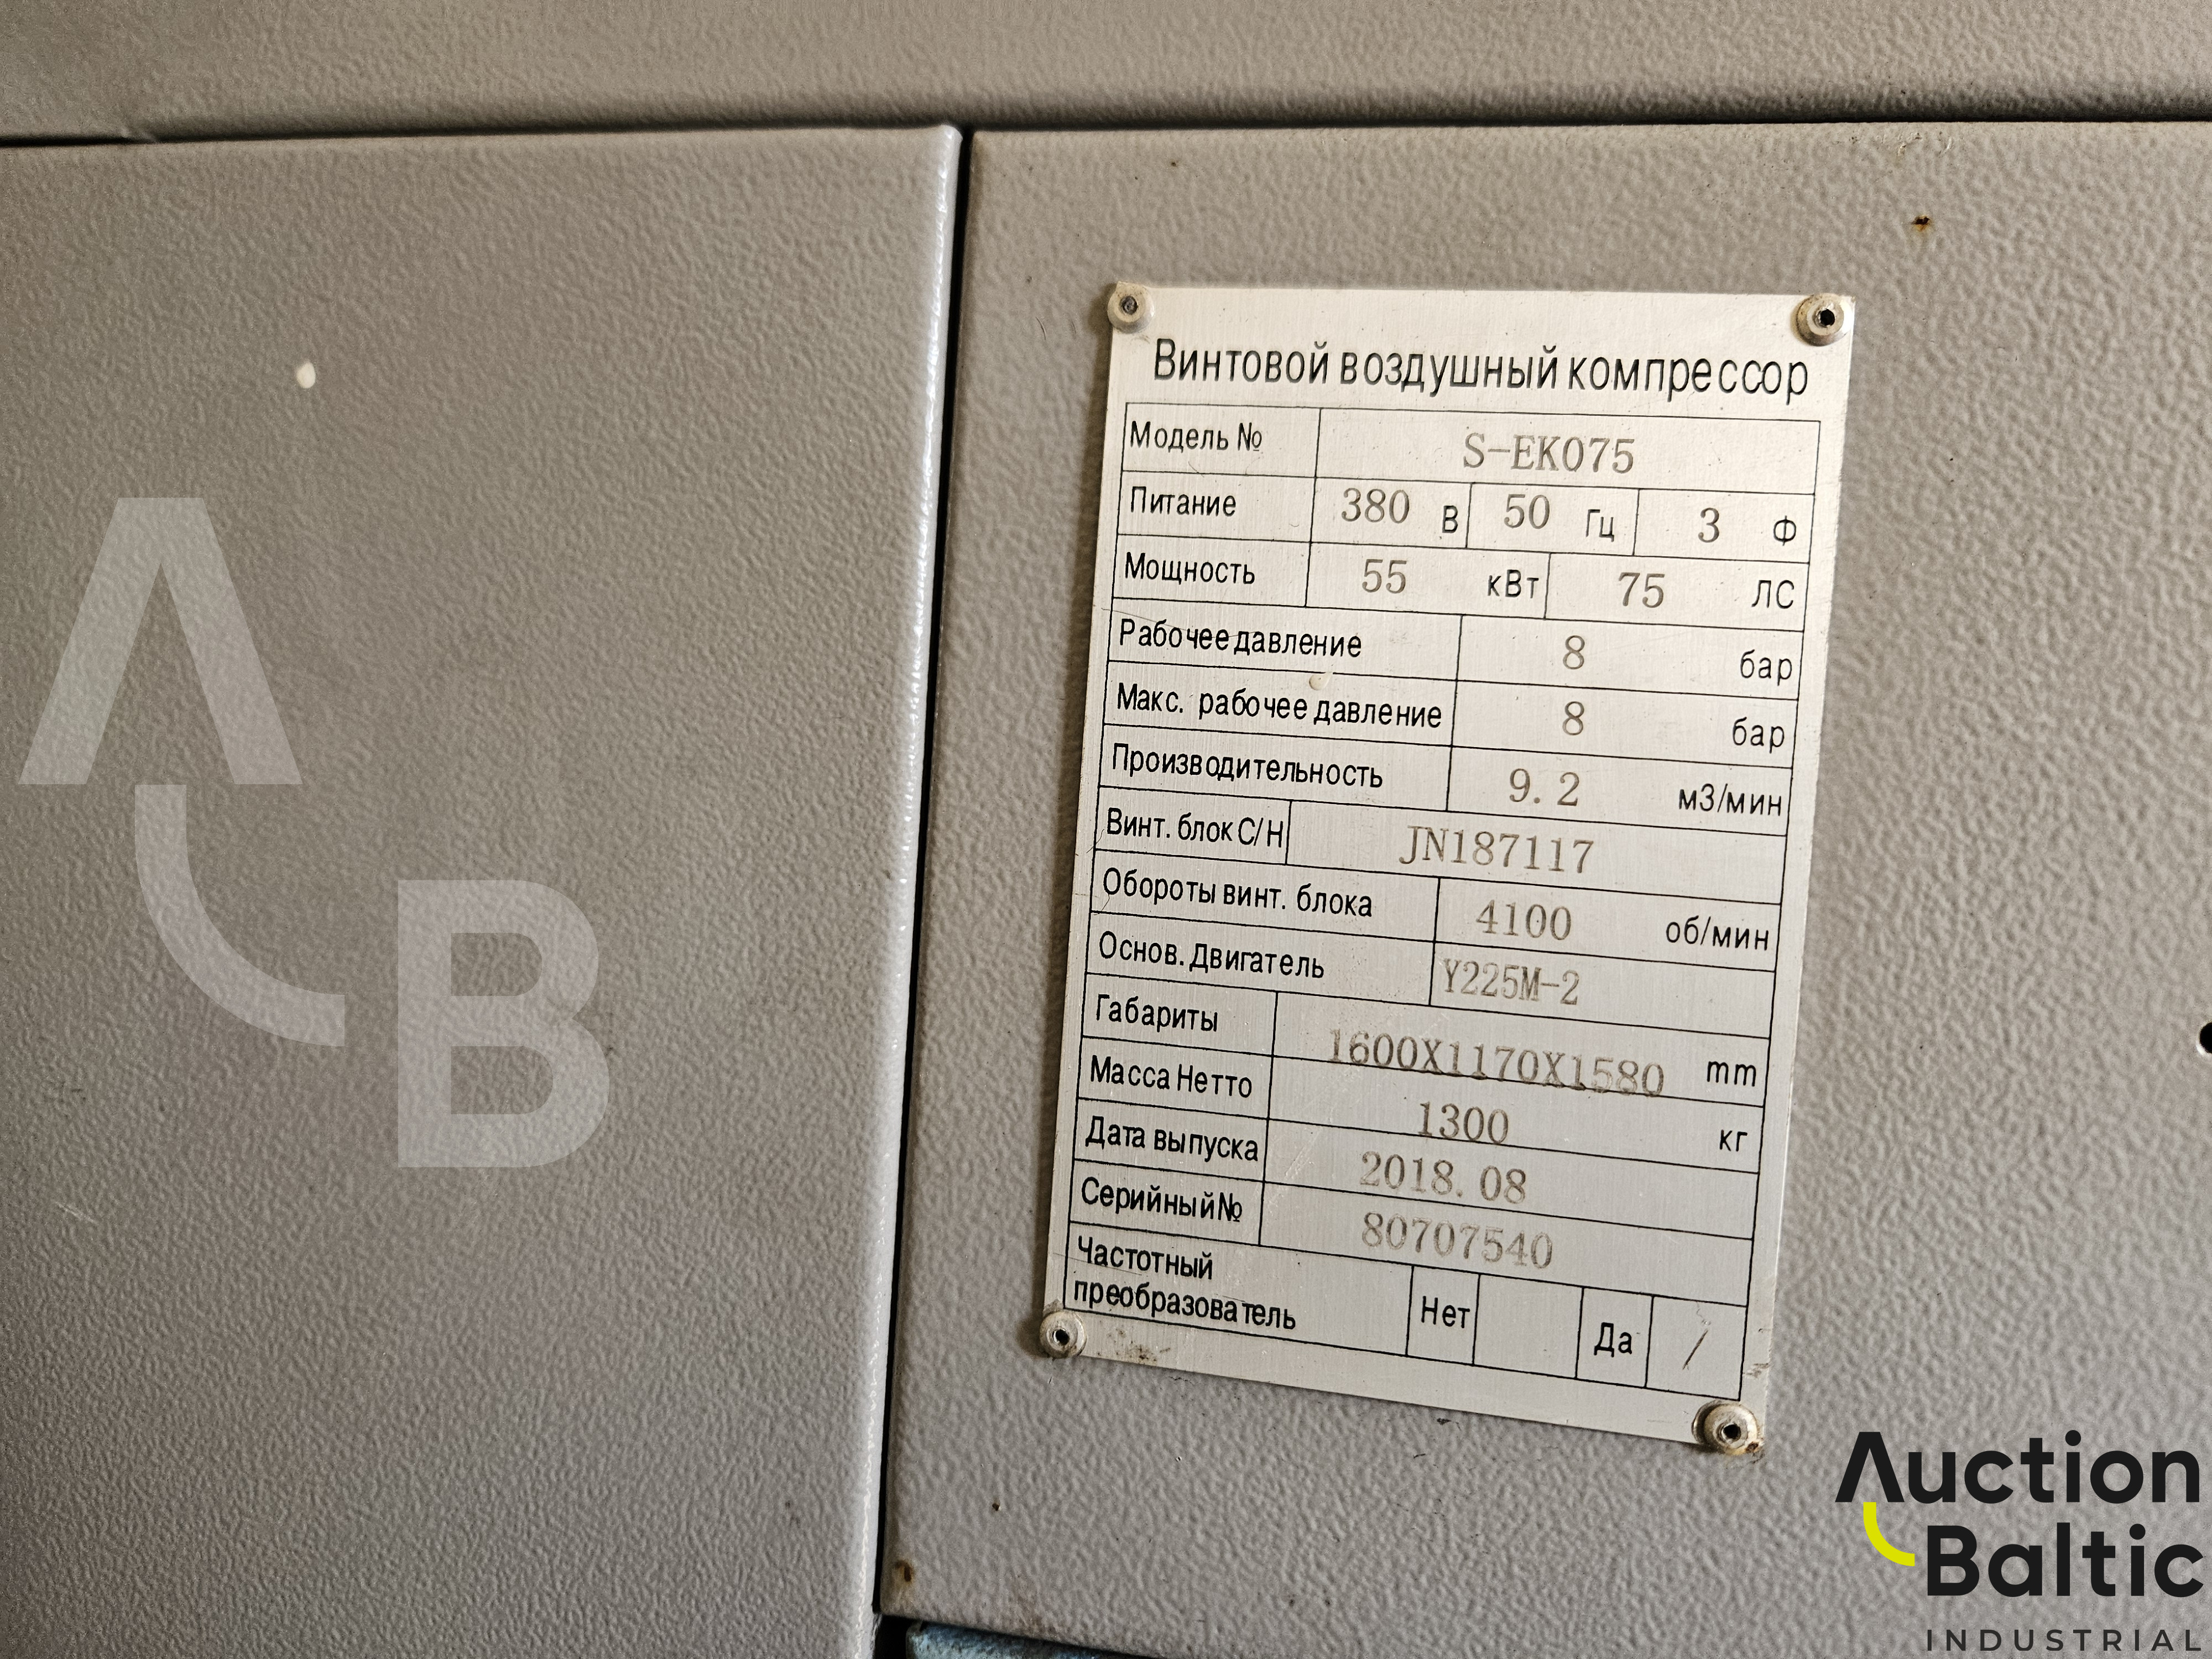 Винтовой воздушный компрессор
Модель № S-EK075
Питание 380 В 50 Гц 3 Ф
Мощность 55 кВт 75 ЛС
Рабочее давление 8 бар
Макс. рабочее давление 8 бар
Производительность 9.2 м3/мин
Винт. блок С/Н JN187117
Обороты винт. блока 4100 об/мин
Основ. Двигатель Y225M-2
Габариты 1600X1170X1580 mm
Масса Нетто 1300 кг
Дата выпуска 2018.08
Серийный № 80707540
Частотный
преобразователь Нет Да /
AB
Auction
Baltic
INDUSTRIAL